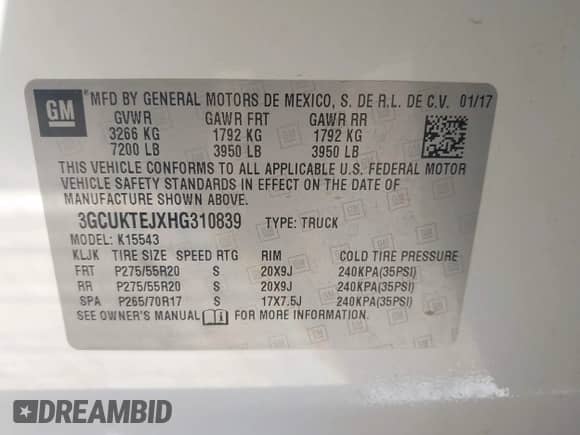 GM
*MFD BY GENERAL MOTORS DE MEXICO, S. DE R.L. DE C.V. 01/17
GVWR GAWR FRT GAWR RR
3266 KG 1792 KG 1792 KG
7200 LB 3950 LB 3950 LB
THIS VEHICLE CONFORMS TO ALL APPLICABLE U.S. FEDERAL MOTOR
VEHICLE SAFETY STANDARDS IN EFFECT ON THE DATE OF
MANUFACTURE SHOWN ABOVE.
3GCUKTEJXHG310839 TYPE: TRUCK
MODEL: K15543
KLJK TIRE SIZE SPEED RTG RIM COLD TIRE PRESSURE
FRT P275/55R20 S 20X9J 240KPA(35PSI)
RR P275/55R20 S 20X9J 240KPA(35PSI)
SPA P265/70R17 S 17X7.5J 240KPA(35PSI)
SEE OWNER'S MANUAL FOR MORE INFORMATION.
DREAMBID